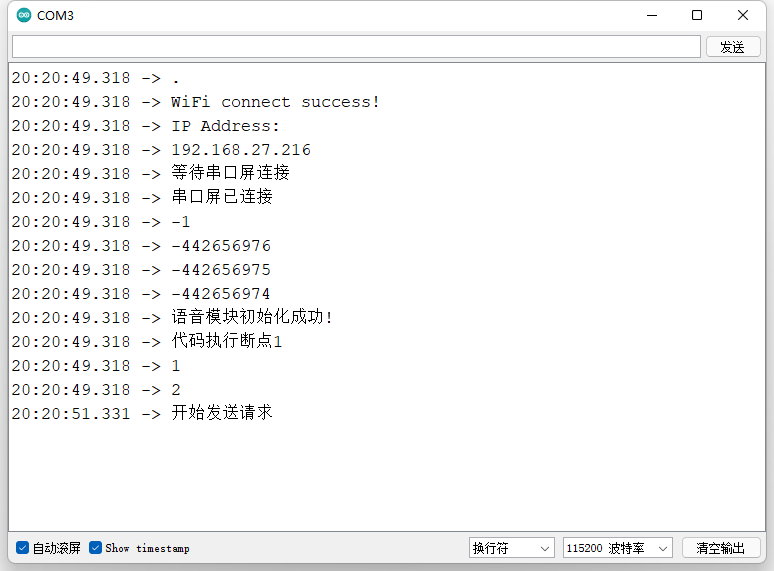 COM3
发送
20:20:49.318 -> .
20:20:49.318 -> WiFi connect success!
20:20:49.318 -> IP Address:
20:20:49.318 -> 192.168.27.216
20:20:49.318 -> 等待串口屏连接
20:20:49.318 -> 串口屏已连接
20:20:49.318 -> -1
20:20:49.318 -> -442656976
20:20:49.318 -> -442656975
20:20:49.318 -> -442656974
20:20:49.318 -> 语音模块初始化成功!
20:20:49.318 -> 代码执行断点1
20:20:49.318 -> 1
20:20:49.318 -> 2
20:20:51.331 -> 开始发送请求
自动滚屏 Show timestamp 换行符 115200 波特率 清空输出